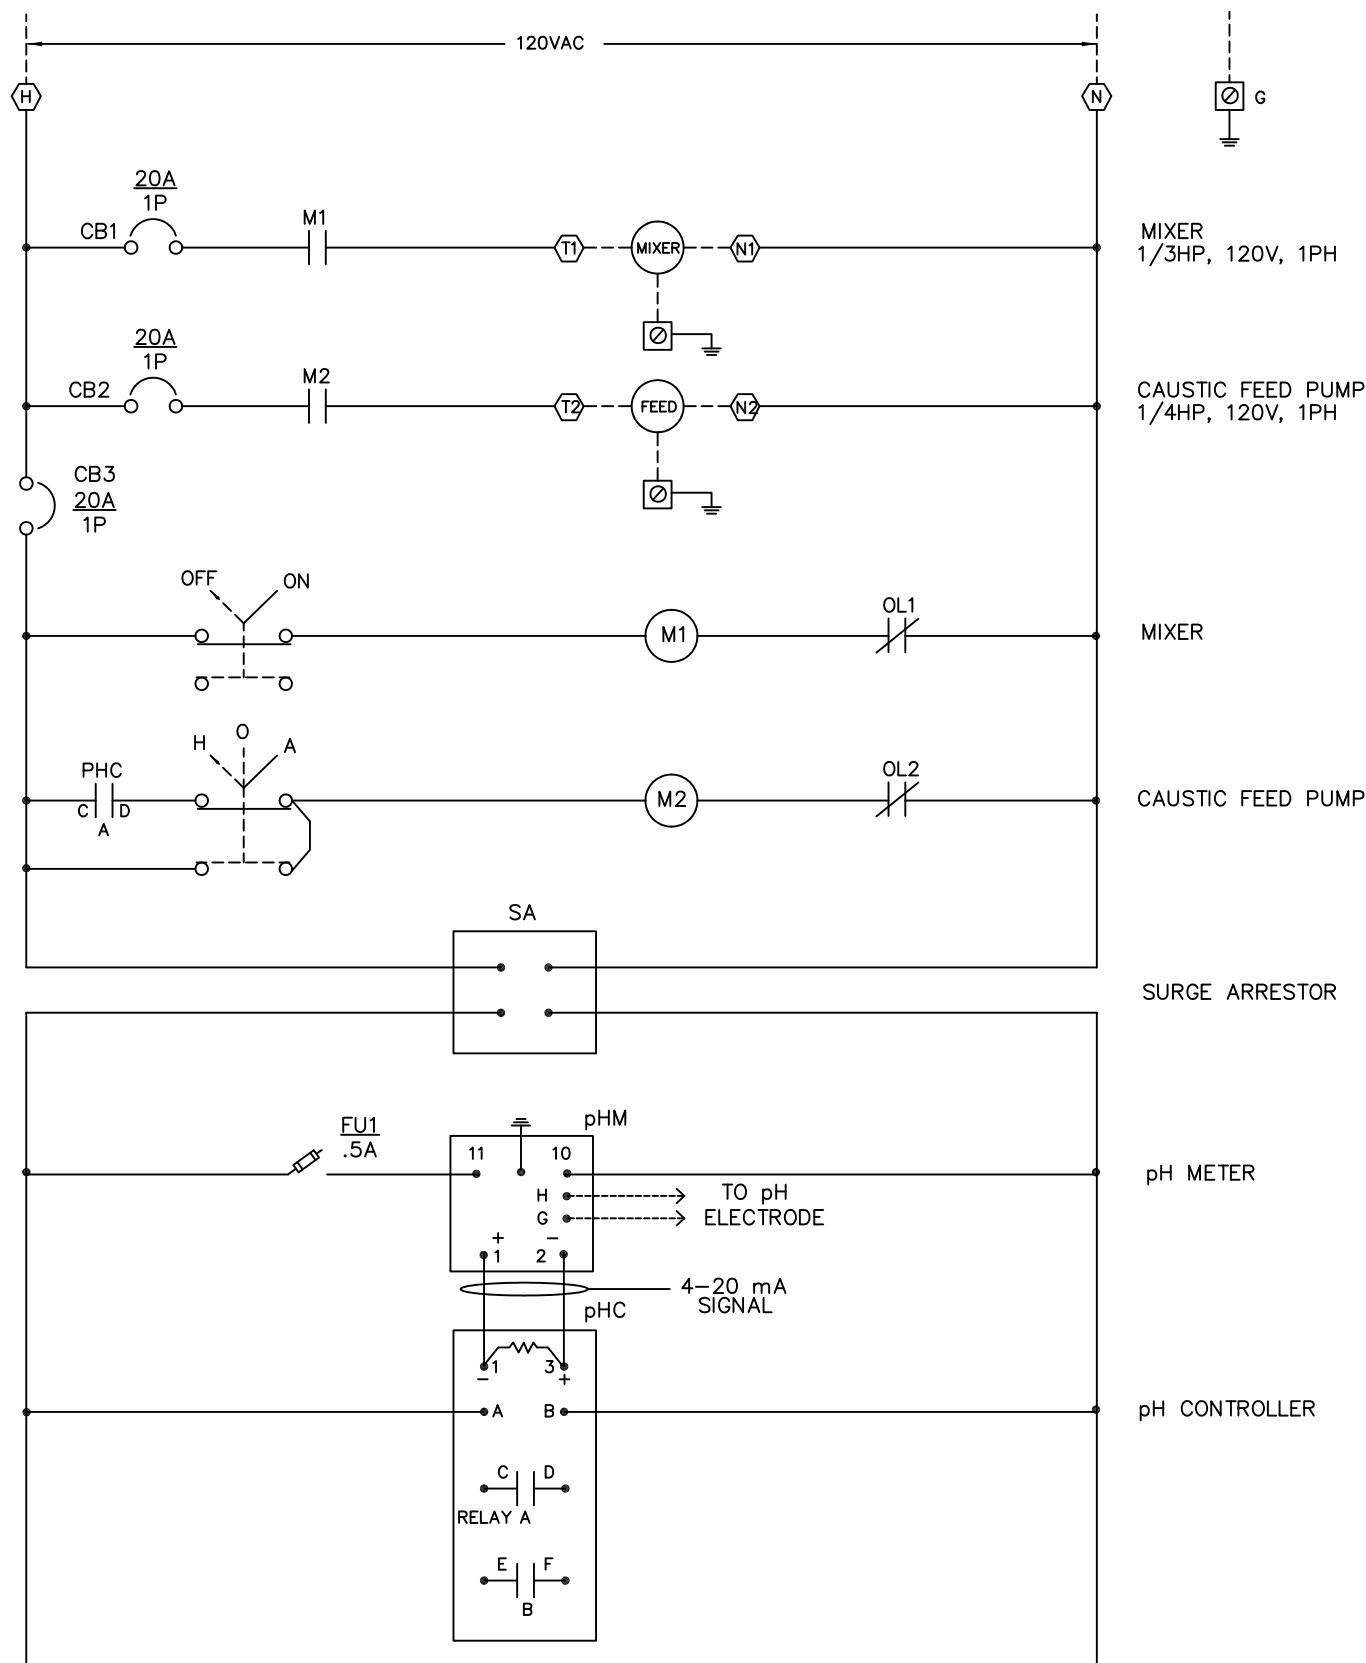 120VAC
H
N
G
20A
1P
CB1
M1
T1
MIXER
N1
MIXER
1/3HP, 120V, 1PH
20A
1P
CB2
M2
T2
FEED
N2
CAUSTIC FEED PUMP
1/4HP, 120V, 1PH
CB3
20A
1P
OFF
ON
M1
OL1
MIXER
H
O
A
PHC
C
D
A
M2
OL2
CAUSTIC FEED PUMP
SA
SURGE ARRESTOR
FU1
.5A
pHM
11
10
pH METER
H
TO pH
G
ELECTRODE
+
-
1
2
4-20 mA
SIGNAL
pHC
1
3
-
+
A
B
pH CONTROLLER
C
D
RELAY A
E
F
B